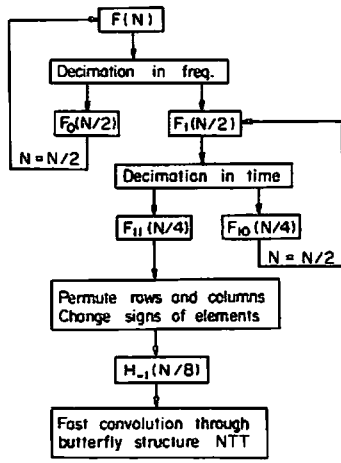 F(N)
Decimation in freq.
F₀(N/2)
F₁(N/2)
N = N/2
Decimation in time
F₁₁(N/4)
F₁₀(N/4)
N = N/2
Permute rows and columns
Change signs of elements
H₋₁(N/8)
Fast convolution through
butterfly structure NTT